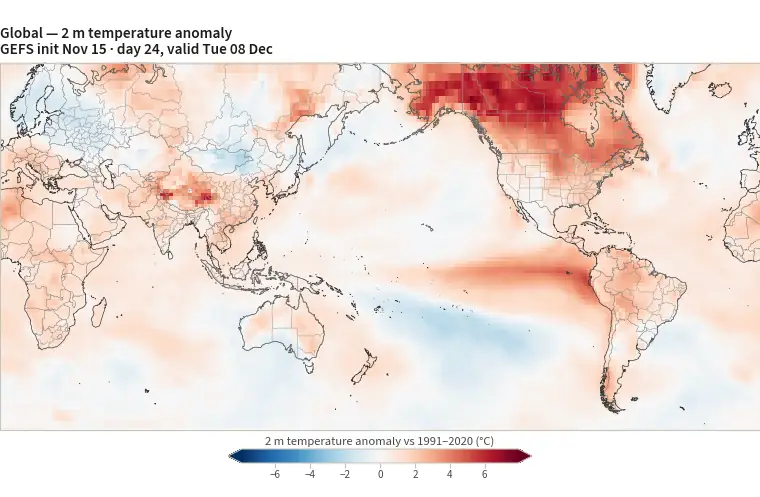 Global — 2 m temperature anomaly
GEFS init Nov 15 · day 24, valid Tue 08 Dec
2 m temperature anomaly vs 1991–2020 (°C)
−6 −4 −2 0 2 4 6